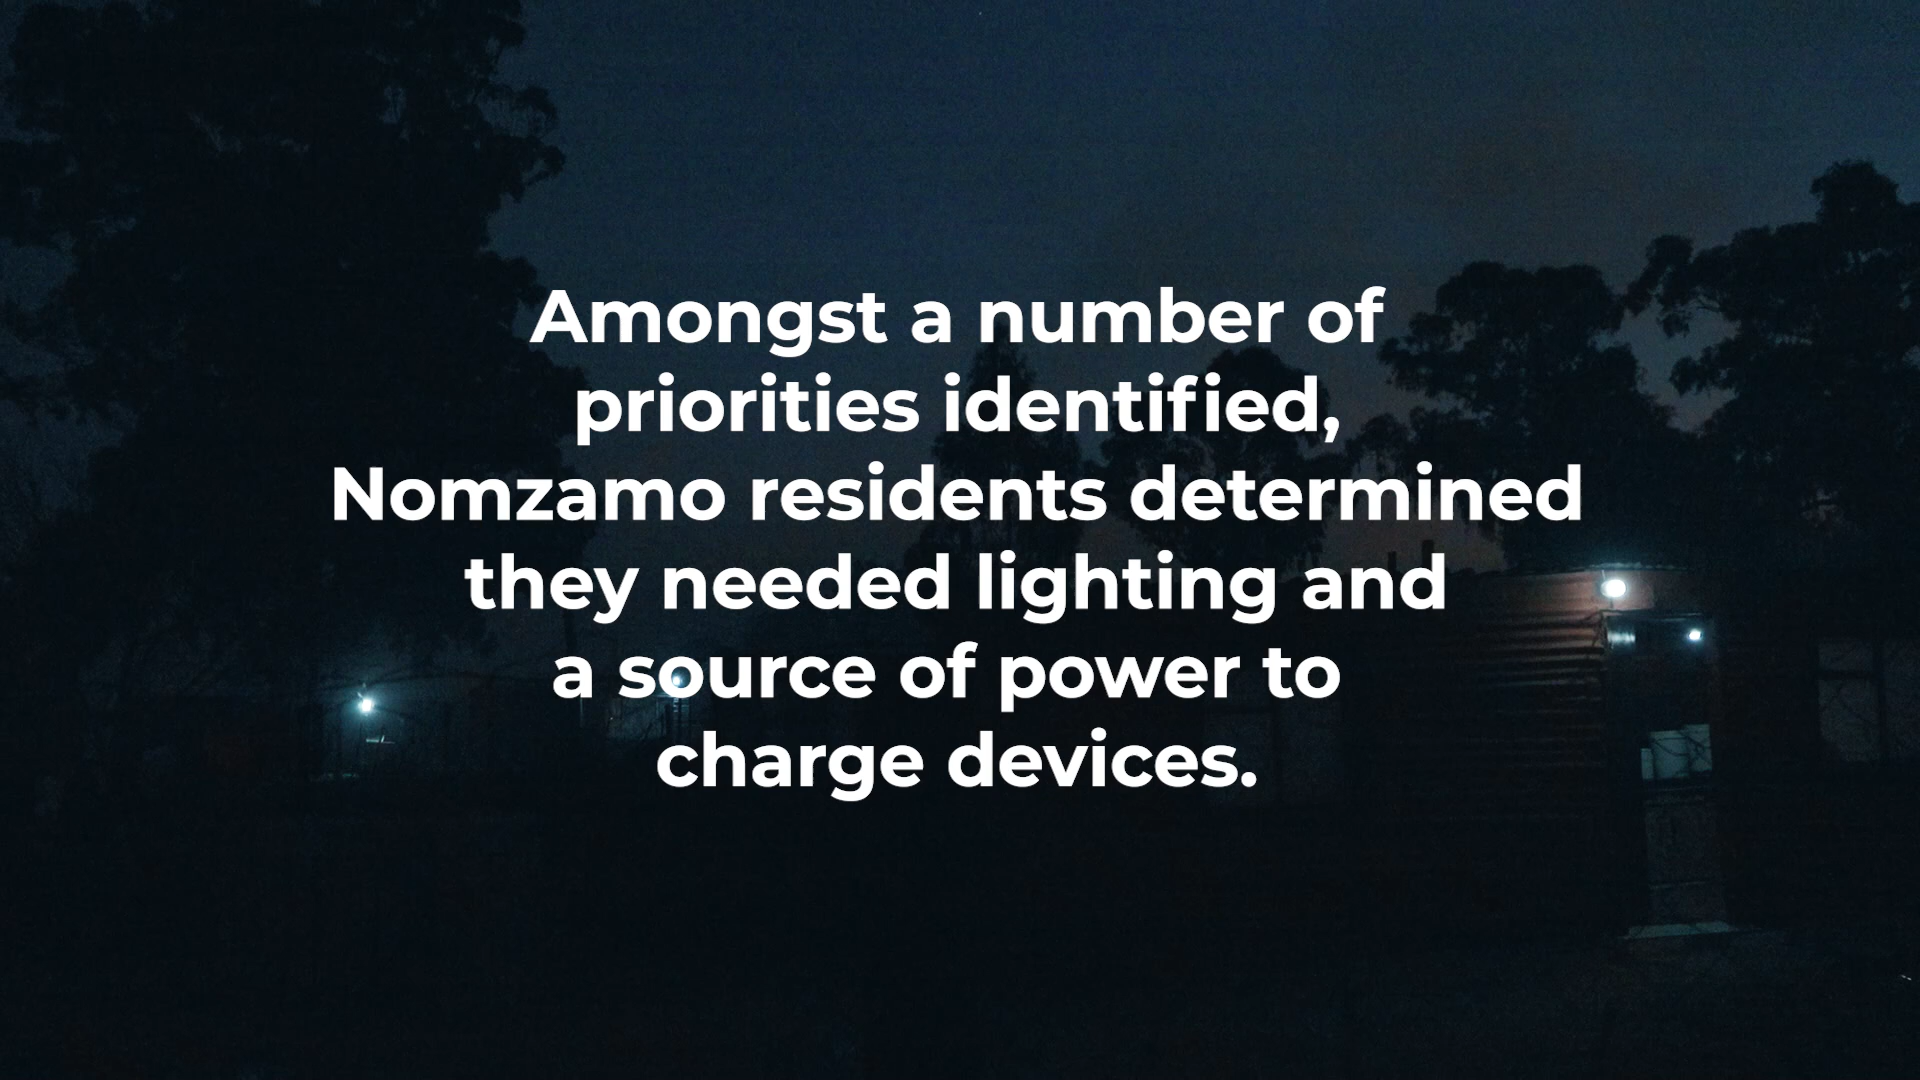 Amongst a number of
priorities identified,
Nomzamo residents determined
they needed lighting and
a source of power to
charge devices.